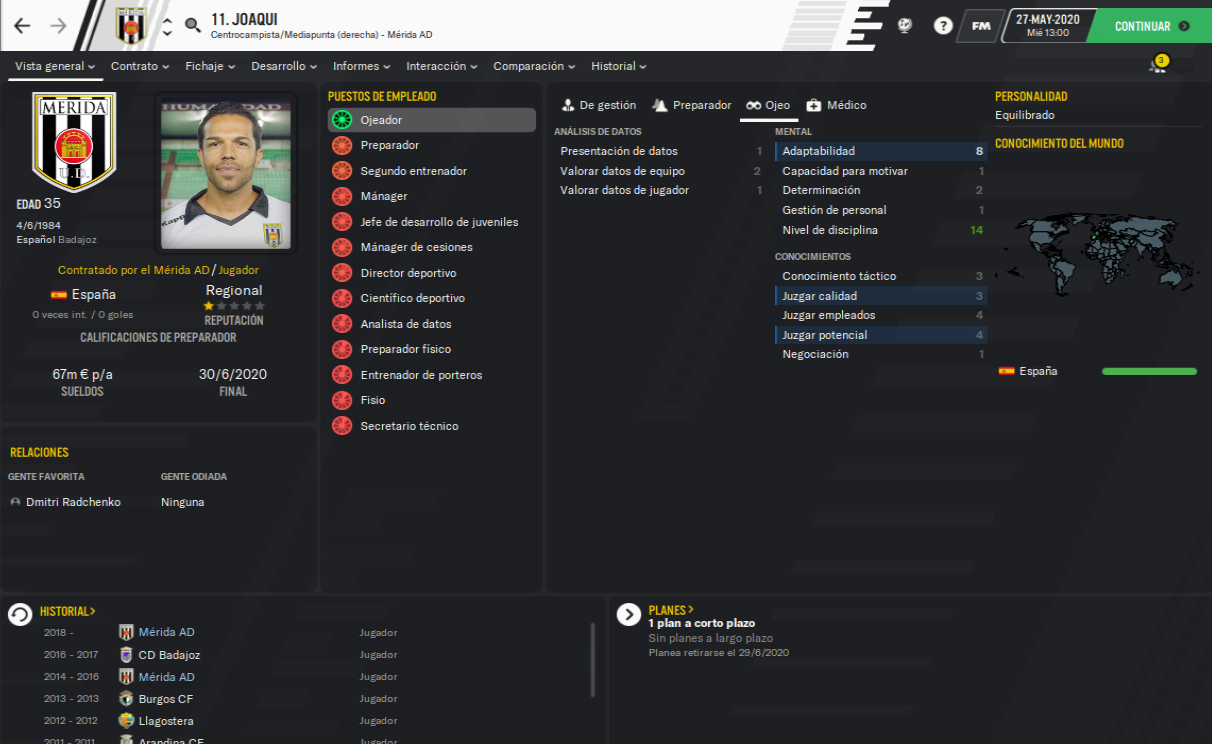 11. JOAQUI
Centrocampista/Mediapunta (derecha) - Mérida AD
?
FM
27-MAY-2020
Mié 13:00
CONTINUAR
Vista general
Contrato
Fichaje
Desarrollo
Informes
Interacción
Comparación
Historial
3
MERIDA
U.D.
HUMANIDAD
Kappa
EDAD 35
4/6/1984
Español Badajoz
Contratado por el Mérida AD / Jugador
España
0 veces int. / 0 goles
Regional
REPUTACIÓN
CALIFICACIONES DE PREPARADOR
67m € p/a
SUELDOS
30/6/2020
FINAL
RELACIONES
GENTE FAVORITA
GENTE ODIADA
Dmitri Radchenko
Ninguna
PUESTOS DE EMPLEADO
Ojeador
Preparador
Segundo entrenador
Mánager
Jefe de desarrollo de juveniles
Mánager de cesiones
Director deportivo
Científico deportivo
Analista de datos
Preparador físico
Entrenador de porteros
Fisio
Secretario técnico
De gestión
Preparador
Ojeo
Médico
ANÁLISIS DE DATOS
Presentación de datos 1
Valorar datos de equipo 2
Valorar datos de jugador 1
MENTAL
Adaptabilidad 8
Capacidad para motivar 1
Determinación 2
Gestión de personal 1
Nivel de disciplina 14
CONOCIMIENTOS
Conocimiento táctico 3
Juzgar calidad 3
Juzgar empleados 4
Juzgar potencial 4
Negociación 1
PERSONALIDAD
Equilibrado
CONOCIMIENTO DEL MUNDO
España
HISTORIAL >
2018 - Mérida AD Jugador
2016 - 2017 CD Badajoz Jugador
2014 - 2016 Mérida AD Jugador
2013 - 2013 Burgos CF Jugador
2012 - 2012 Llagostera Jugador
2011 - 2011 Arandina CF Jugador
PLANES >
1 plan a corto plazo
Sin planes a largo plazo
Planea retirarse el 29/6/2020